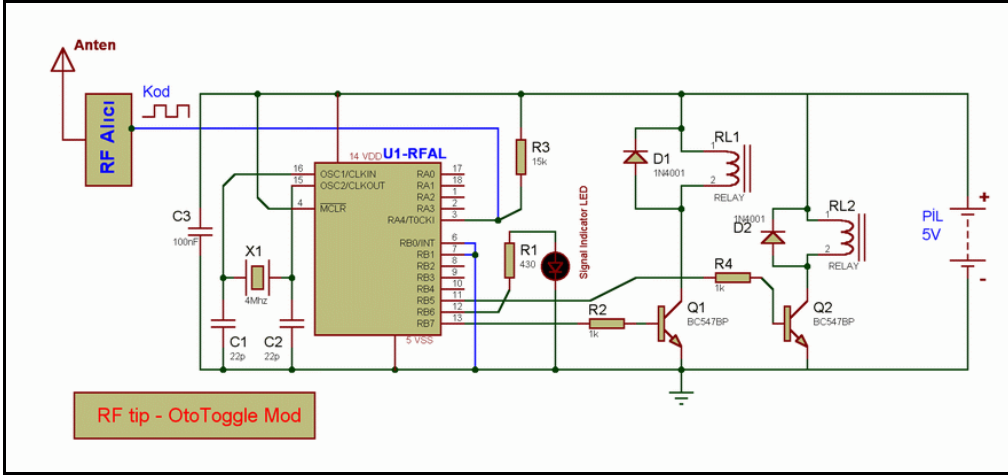 Anten
RF Alıcı
Kod
C3
100nF
X1
4Mhz
C1
22p
C2
22p
14 VDD
U1-RFAL
16
OSC1/CLKIN
15
OSC2/CLKOUT
4
MCLR
RA0
17
RA1
18
RA2
1
RA3
2
RA4/T0CKI
3
RB0/INT
6
RB1
7
RB2
8
RB3
9
RB4
10
RB5
11
RB6
12
RB7
13
5 VSS
R3
15k
R1
430
Signal Indicator LED
R2
1k
R4
1k
D1
1N4001
RL1
1
2
RELAY
1N4001
D2
RL2
1
2
RELAY
Q1
BC547BP
Q2
BC547BP
PİL
5V
+
-
RF tip - OtoToggle Mod